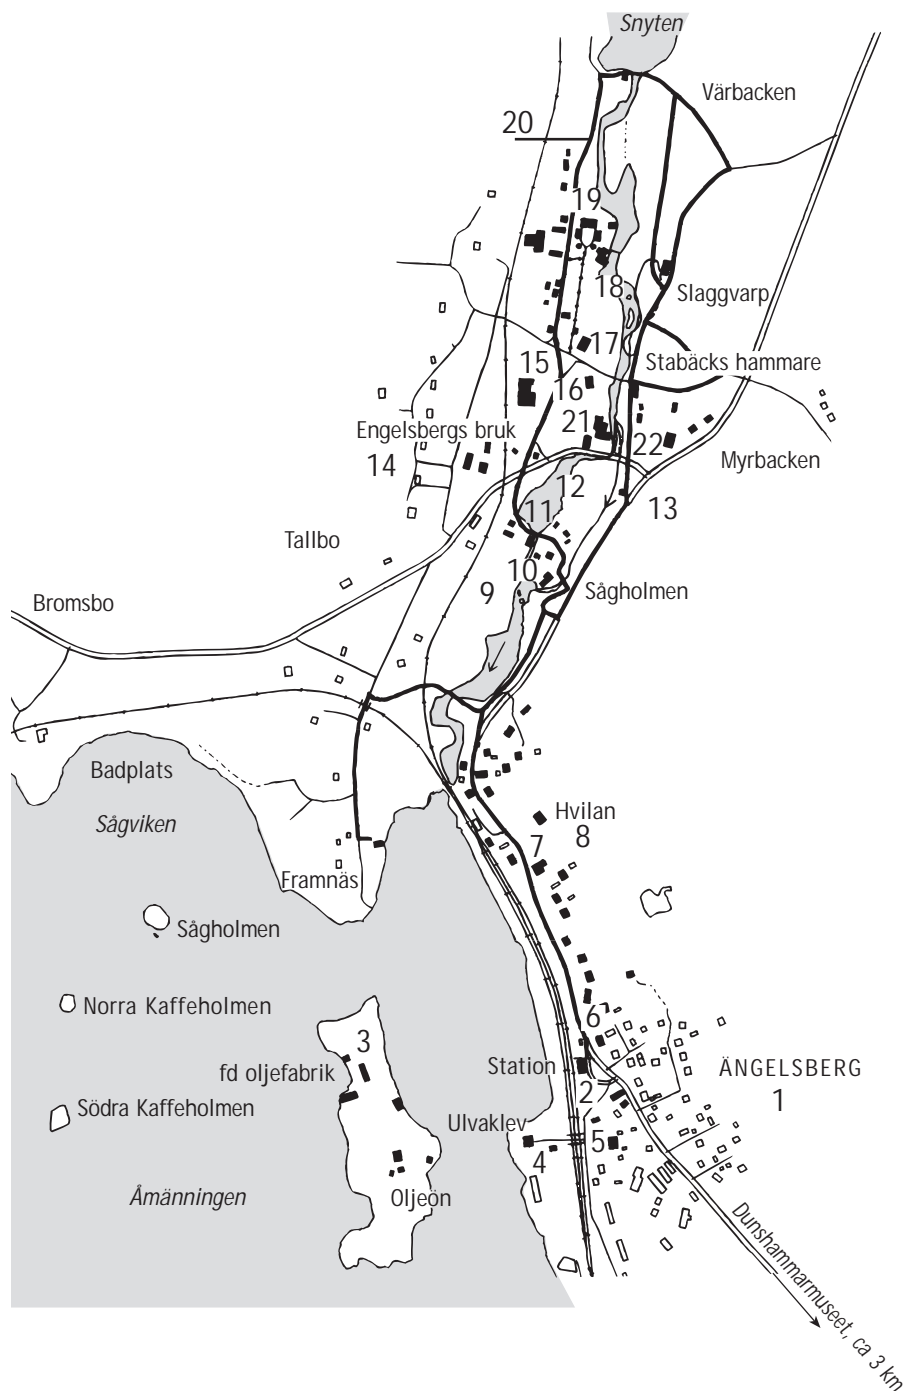 Snyten
Värbacken
20
19
18
Slaggvarp
17
Stabäcks hammare
15
16
21
Engelsbergs bruk
22
14
Myrbacken
12
11
13
Tallbo
10
9
Sågholmen
Bromsbo
Badplats
Sågviken
Hvilan
8
7
Framnäs
Sågholmen
Norra Kaffeholmen
6
3
Station
fd oljefabrik
ÄNGELSBERG
1
2
Södra Kaffeholmen
Ulvaklev
5
4
Åmänningen
Oljeön
Dunshammarmuseet, ca 3 km